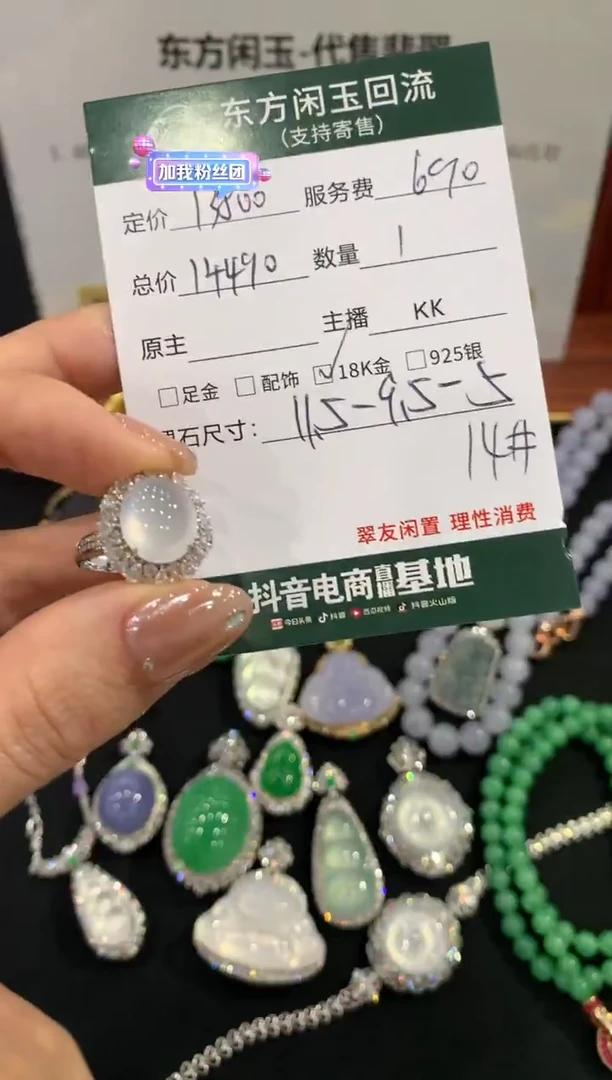 东方闲玉-代售翡翠
东方闲玉回流
(支持寄售)
加我粉丝团
定价 13800 服务费 690
总价 14490 数量 1
原主 主播 KK
足金 配饰 18K金 925银
石尺寸: 11,5-9,5-5
14#
翠友闲置 理性消费
抖音电商直播基地
今日头条 抖音 西瓜视频 抖音火山版